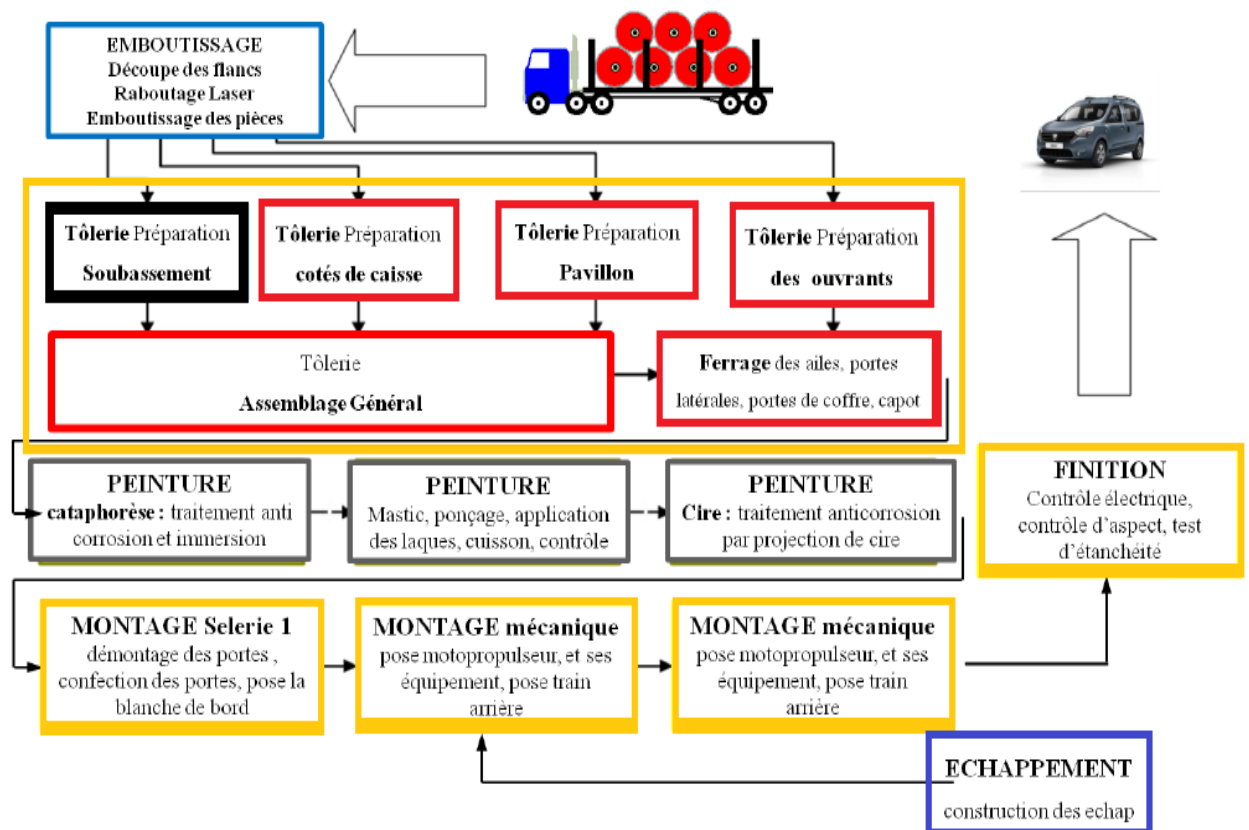 EMBOUTISSAGE
Découpe des flancs
Raboutage Laser
Emboutissage des pièces
Tôlerie Préparation
Soubassement
Tôlerie Préparation
cotés de caisse
Tôlerie Préparation
Pavillon
Tôlerie Préparation
des ouvrants
Tôlerie
Assemblage Général
Ferrage des ailes, portes
latérales, portes de coffre, capot
PEINTURE
cataphorèse : traitement anti
corrosion et immersion
PEINTURE
Mastic, ponçage, application
des laques, cuisson, contrôle
PEINTURE
Cire : traitement anticorrosion
par projection de cire
FINITION
Contrôle électrique,
contrôle d'aspect, test
d'étanchéité
MONTAGE Selerie 1
démontage des portes ,
confection des portes, pose la
blanche de bord
MONTAGE mécanique
pose motopropulseur, et ses
équipement, pose train
arrière
MONTAGE mécanique
pose motopropulseur, et ses
équipement, pose train
arrière
ECHAPPEMENT
construction des echap